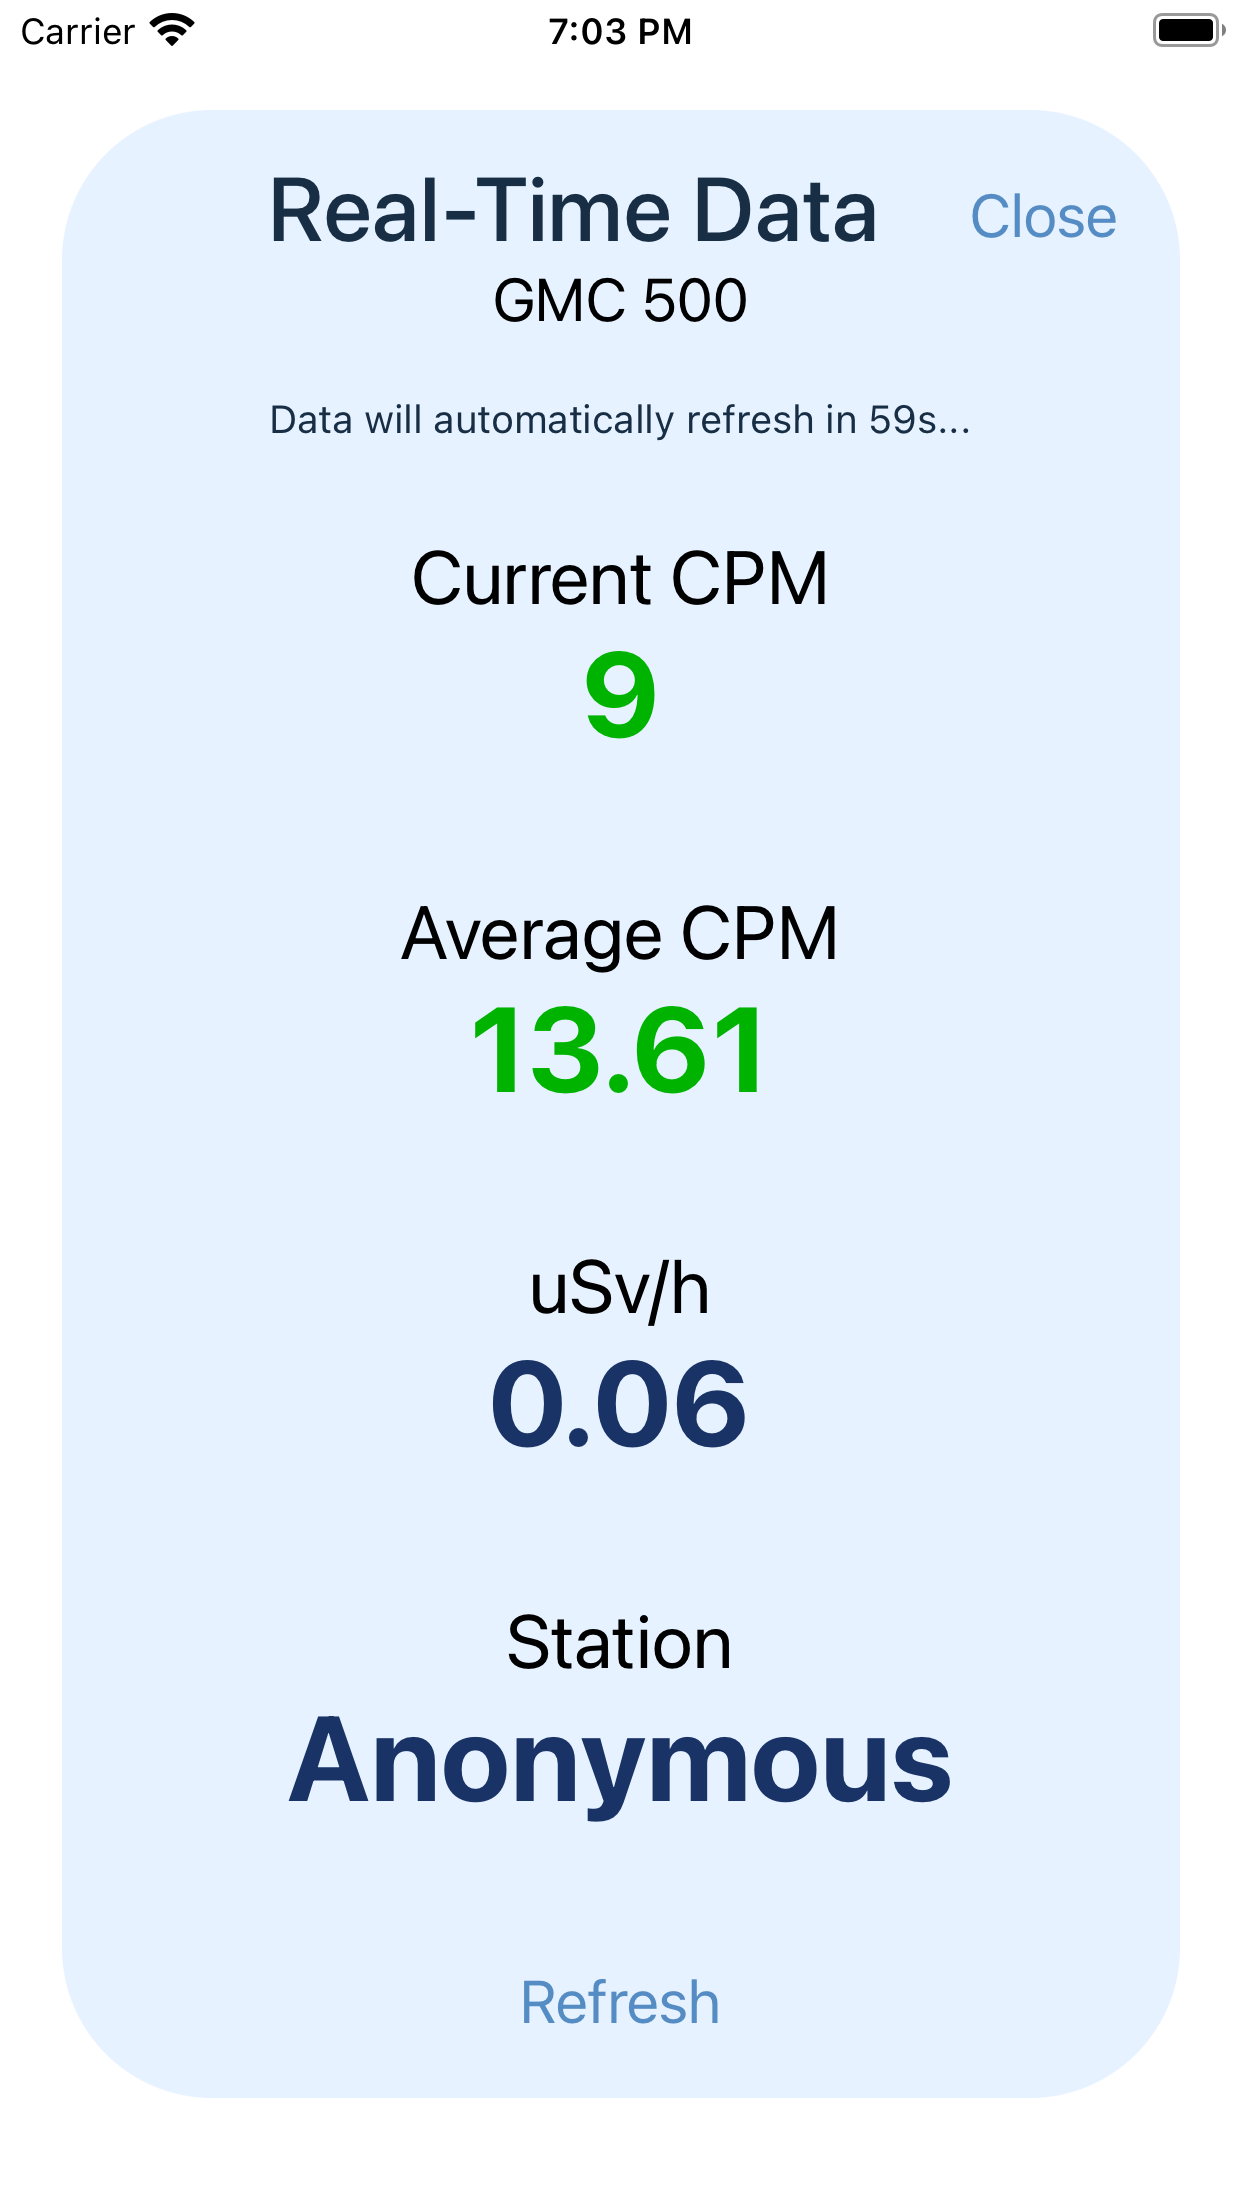 Carrier 7:03 PM
Real-Time Data Close
GMC 500
Data will automatically refresh in 59s...
Current CPM
9
Average CPM
13.61
uSv/h
0.06
Station
Anonymous
Refresh